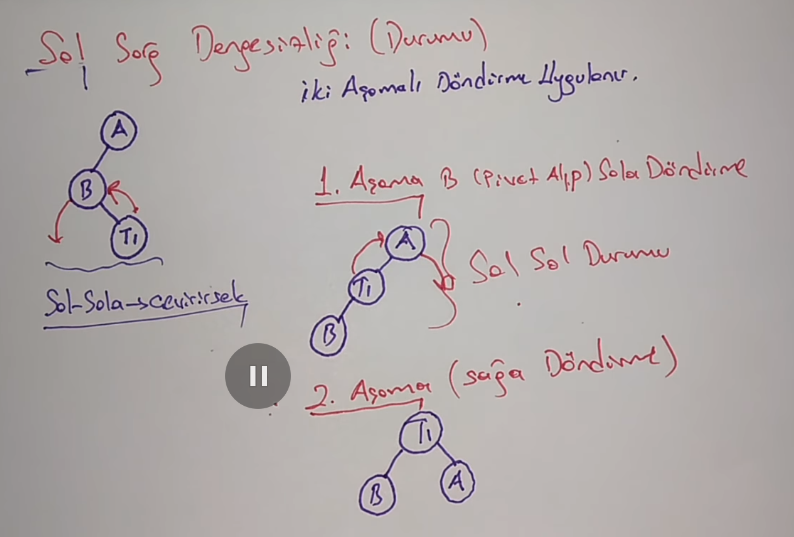 Sol Sağ Dengesizliği (Durumu)
iki Aşamalı Döndürme Uygulanır.
A
B
T1
Sol-Sola → çevirirsek
1. Aşama B (Pivot Alıp) Sola Döndürme
A
T1
B
Sol Sol Durumu
2. Aşama (sağa Döndürme)
T1
B
A